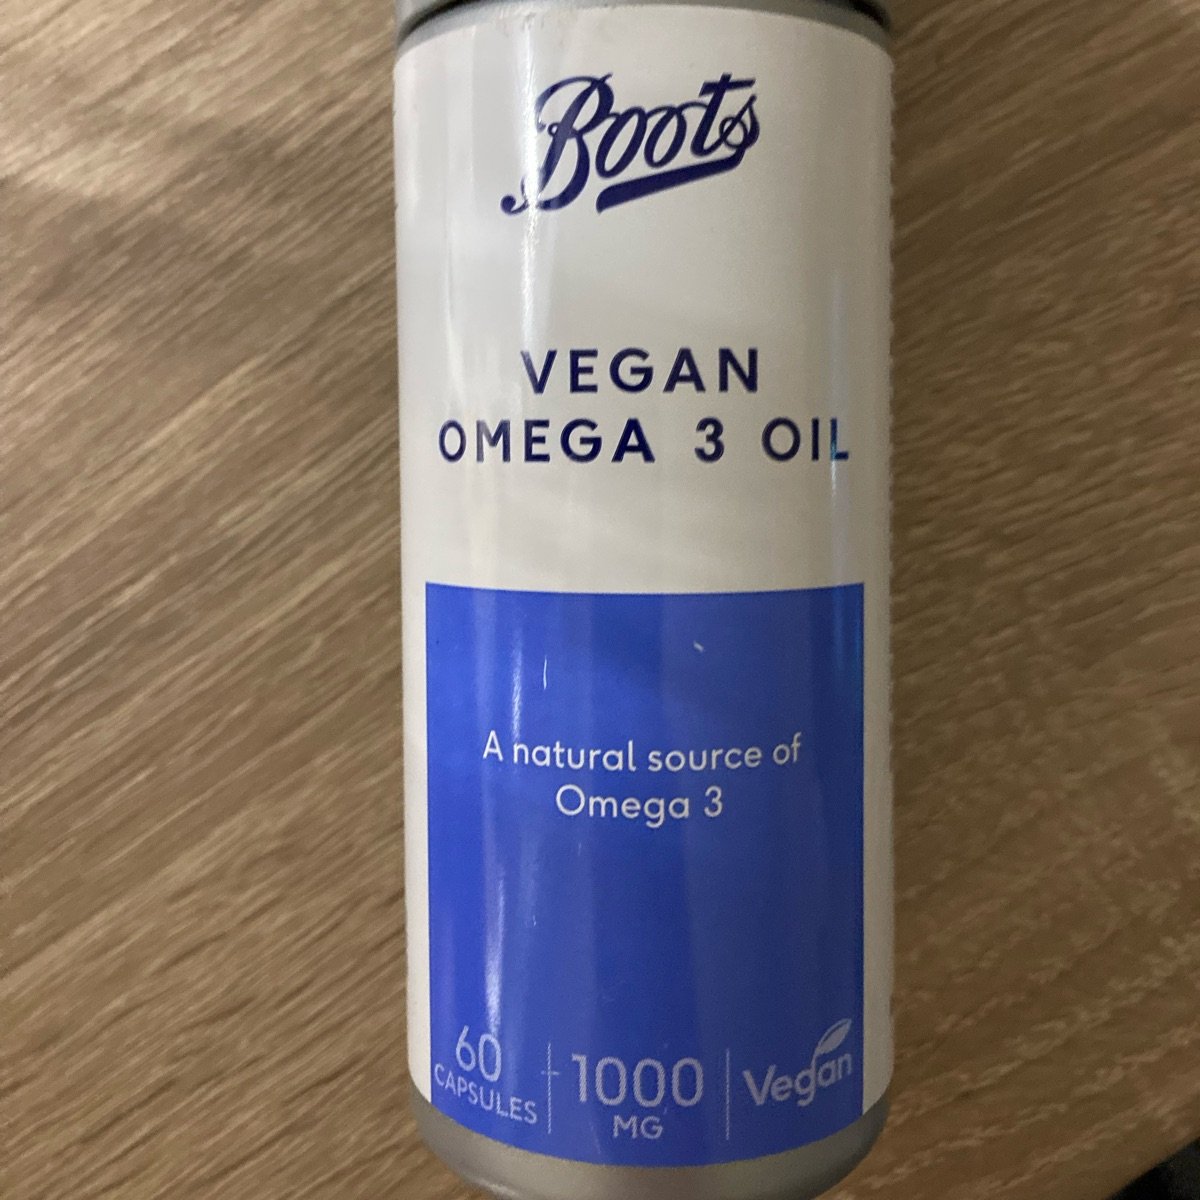 Boots
VEGAN
OMEGA 3 OIL
A natural source of
Omega 3
60
CAPSULES
1000
MG
Vegan